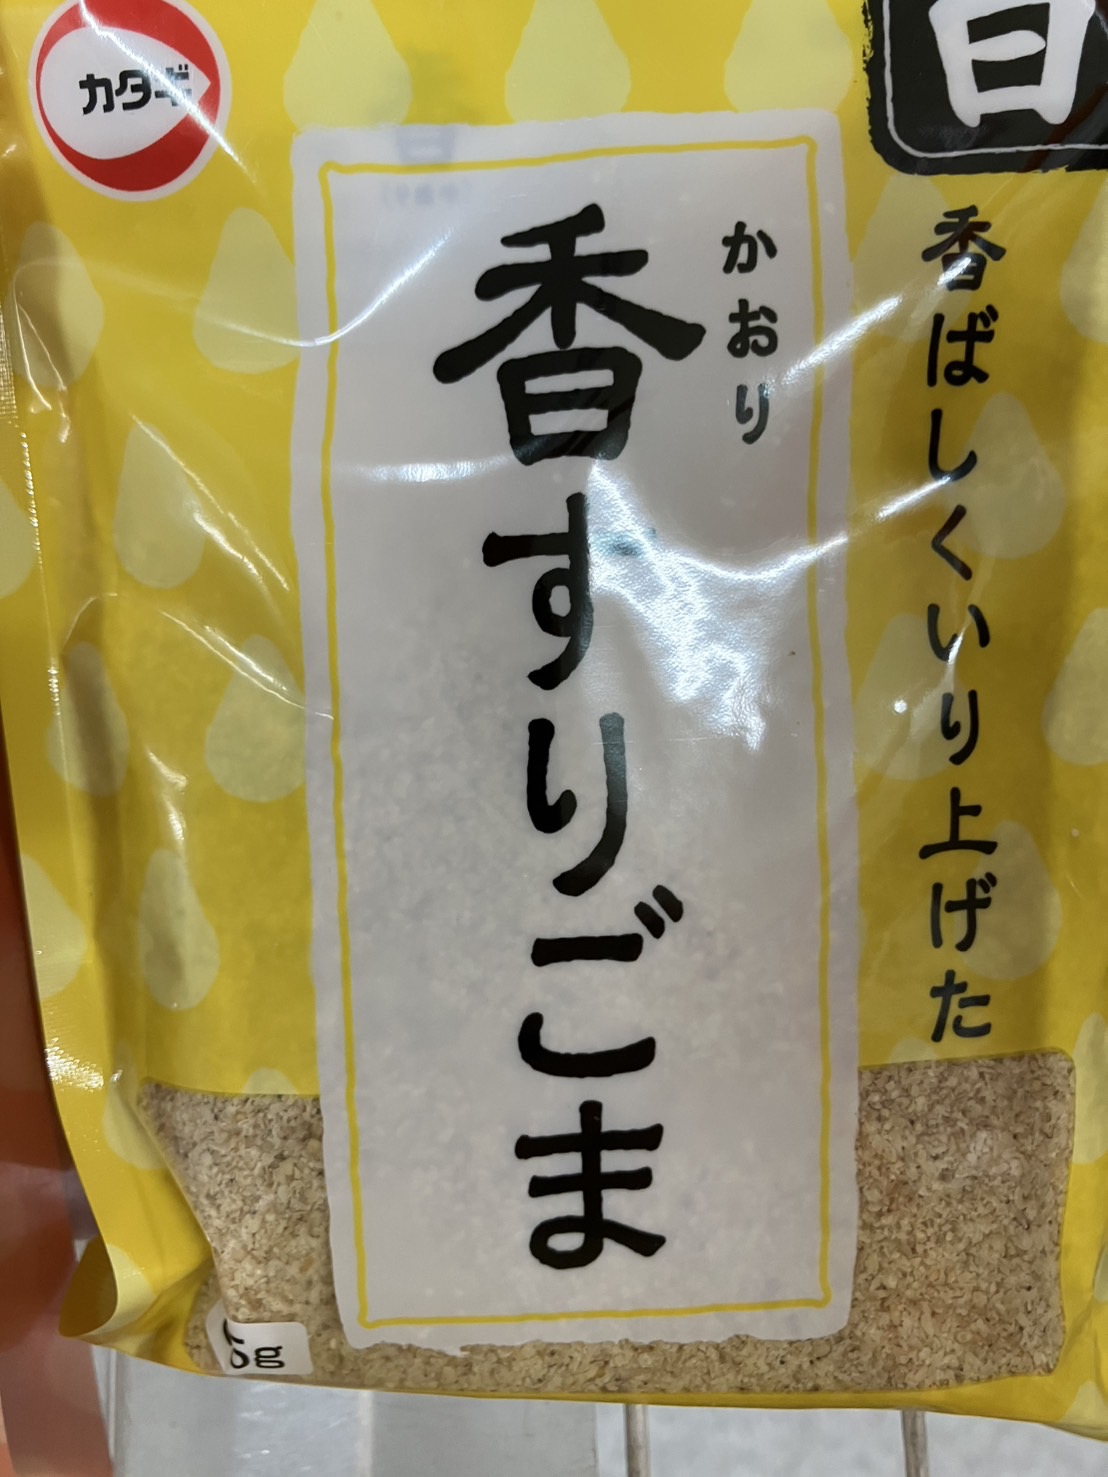 カタギ
白
香ばしくいり上げた
かおり
香すりごま
g